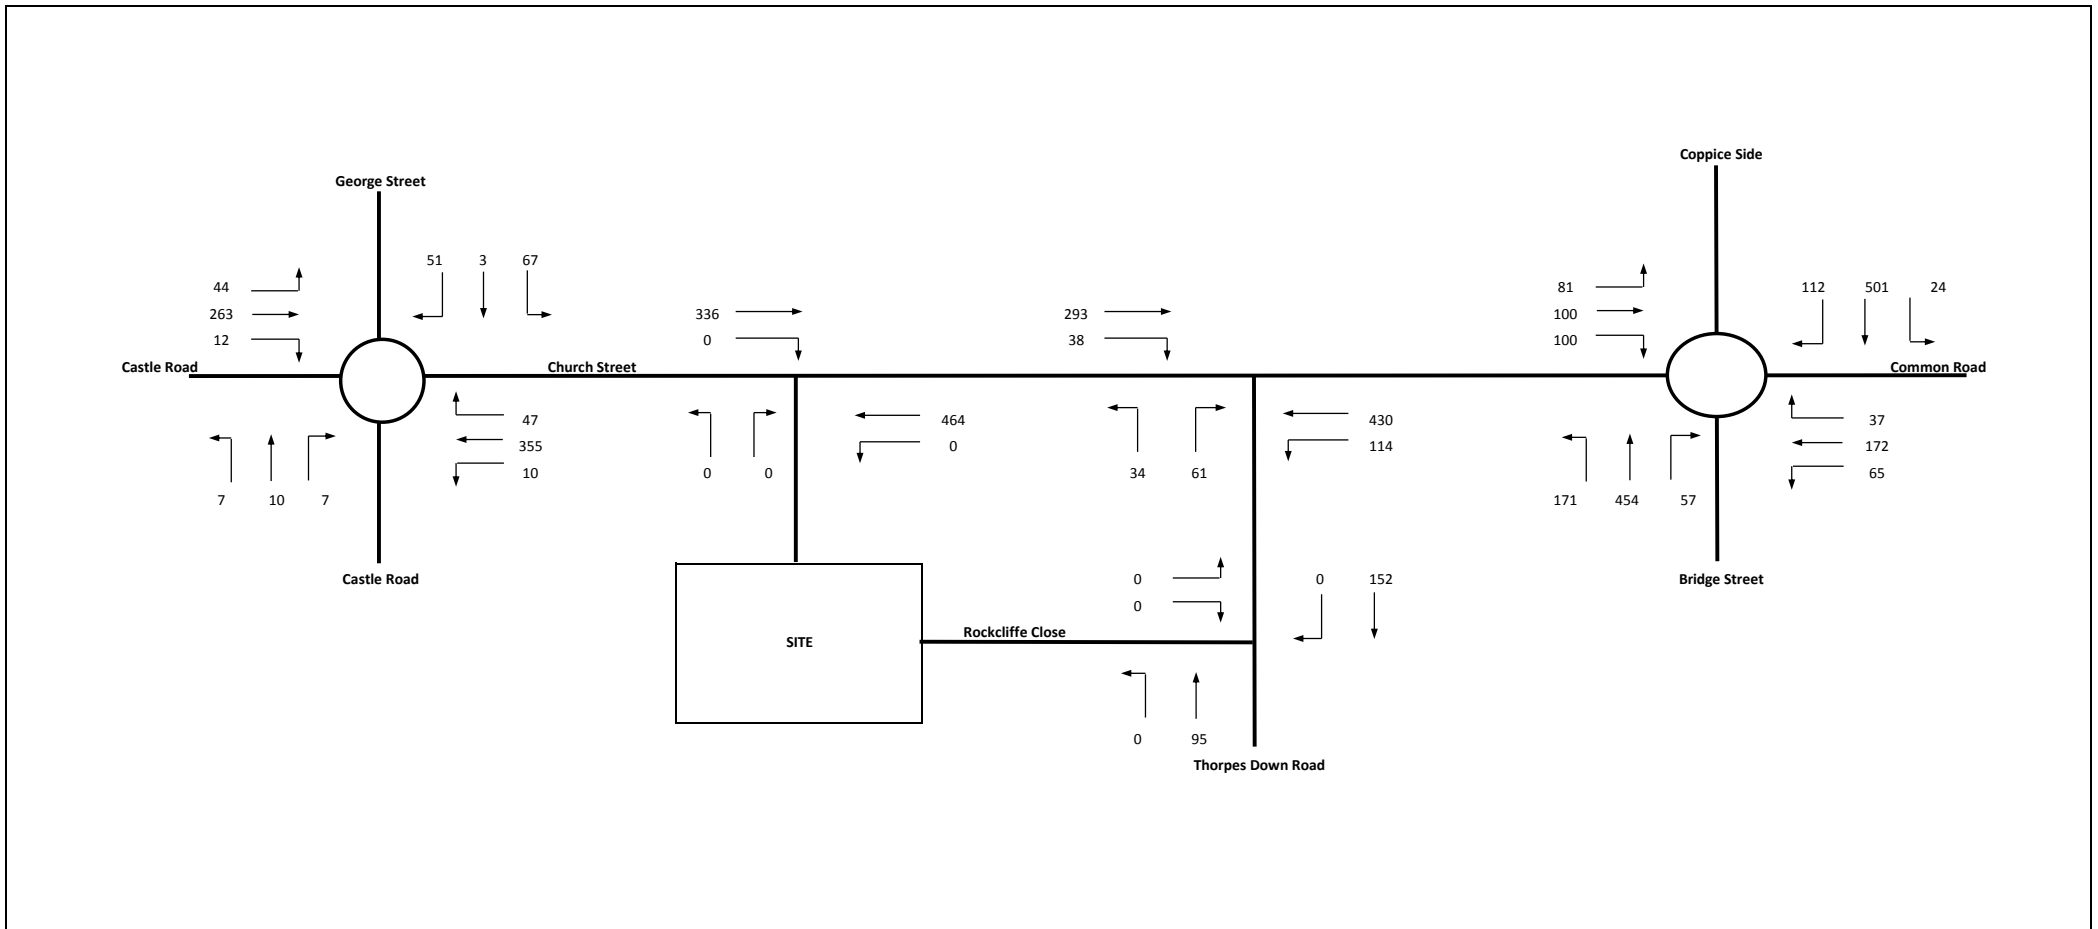 Coppice Side
George Street
51 3 67
44
263
12
336
0
293
38
81
100
100
112 501 24
Castle Road
Church Street
Common Road
47
355
10
7 10 7
464
0
0 0
430
114
34 61
37
172
65
171 454 57
Castle Road
Bridge Street
0
0
0 152
SITE
Rockcliffe Close
0 95
Thorpes Down Road